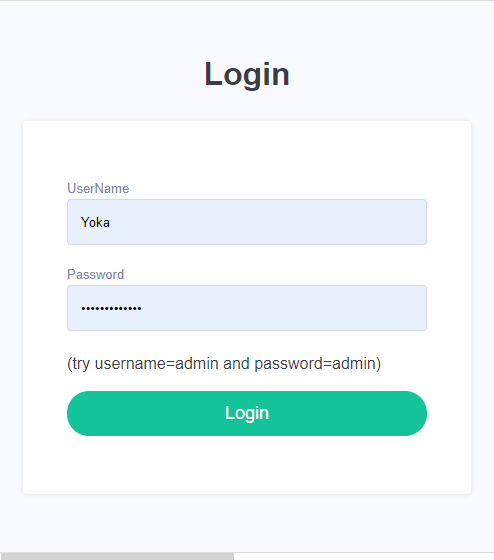 Login
UserName
Yoka
Password
•••••••••••••
(try username=admin and password=admin)
Login